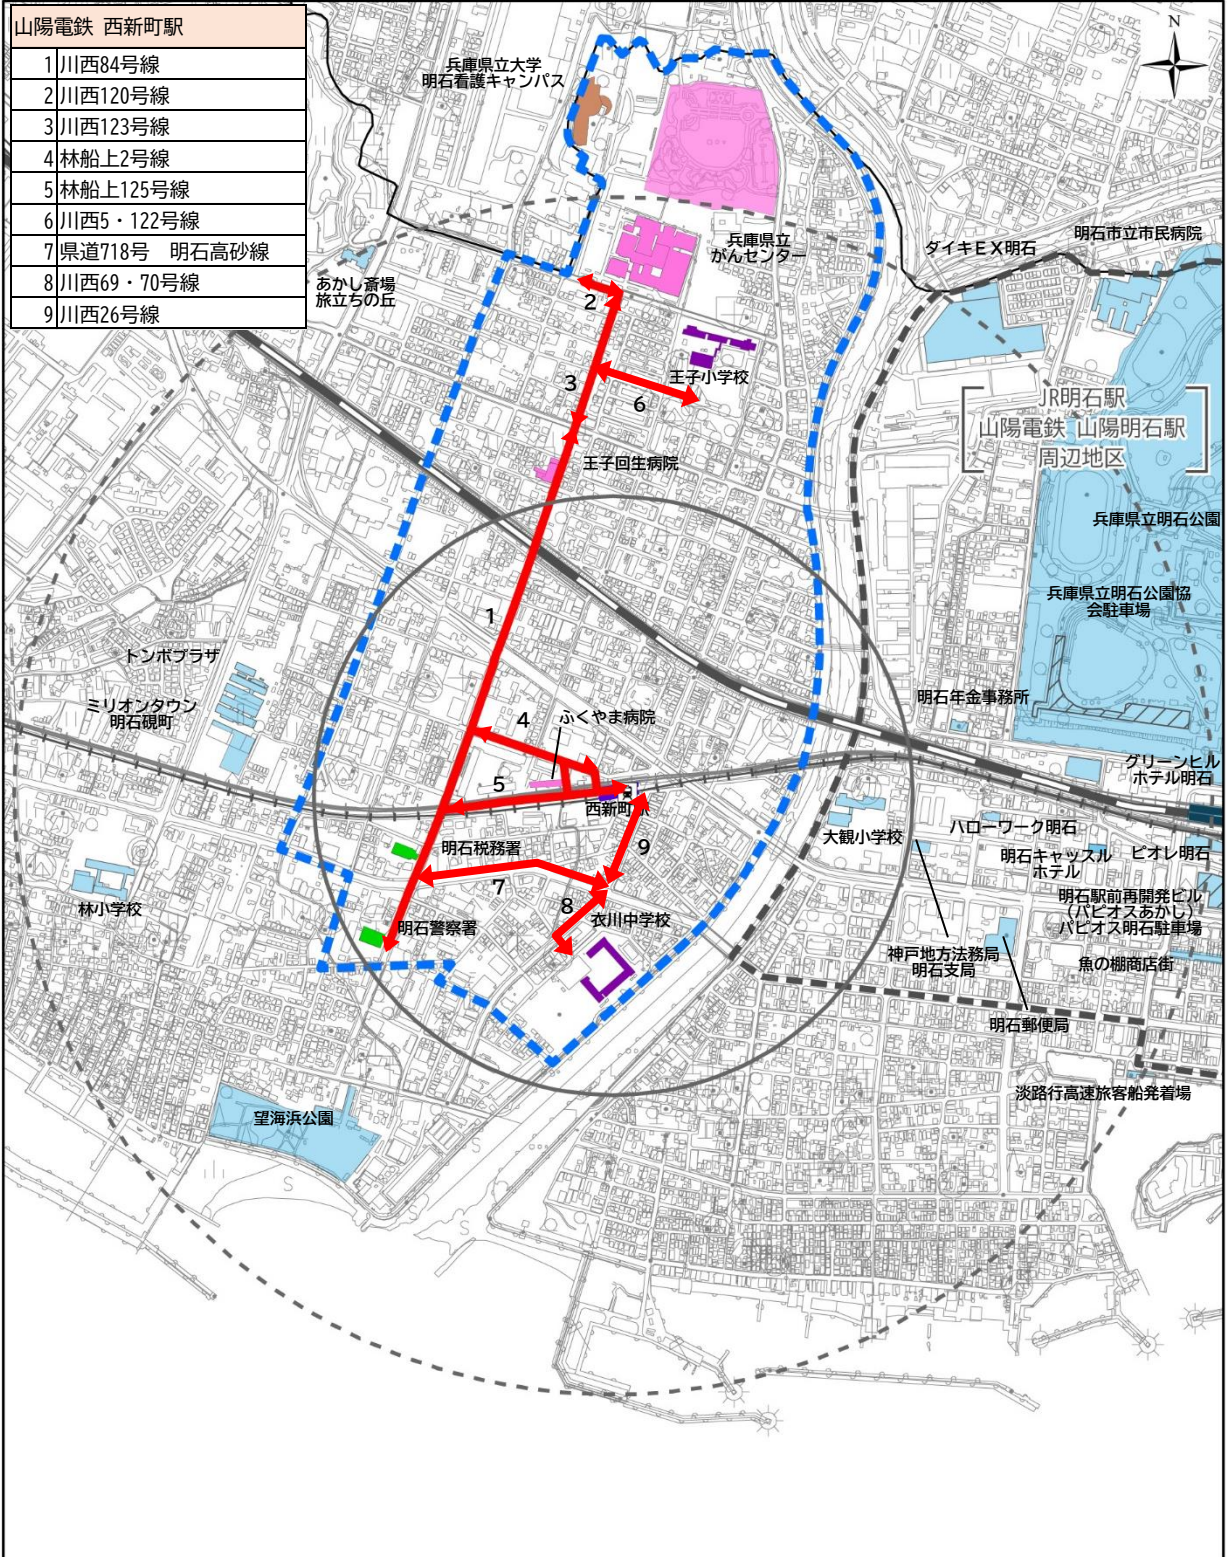 山陽電鉄 西新町駅
1 川西84号線
2 川西120号線
3 川西123号線
4 林船上2号線
5 林船上125号線
6 川西5・122号線
7 県道718号　明石高砂線
8 川西69・70号線
9 川西26号線
N
兵庫県立大学
明石看護キャンパス
兵庫県立
がんセンター
ダイキＥＸ明石
明石市立市民病院
あかし斎場
旅立ちの丘
2
王子小学校
3
6
JR明石駅
山陽電鉄 山陽明石駅
周辺地区
王子回生病院
兵庫県立明石公園
兵庫県立明石公園協
会駐車場
1
トンボプラザ
ミリオンタウン
明石硯町
明石年金事務所
4
ふくやま病院
グリーンヒル
ホテル明石
5
西新町駅
大観小学校
ハローワーク明石
明石税務署
9
明石キャッスル
ホテル
ピオレ明石
7
明石駅前再開発ビル
（パピオスあかし）
パピオス明石駐車場
林小学校
8
衣川中学校
明石警察署
神戸地方法務局
明石支局
魚の棚商店街
明石郵便局
淡路行高速旅客船発着場
望海浜公園
S
S
S